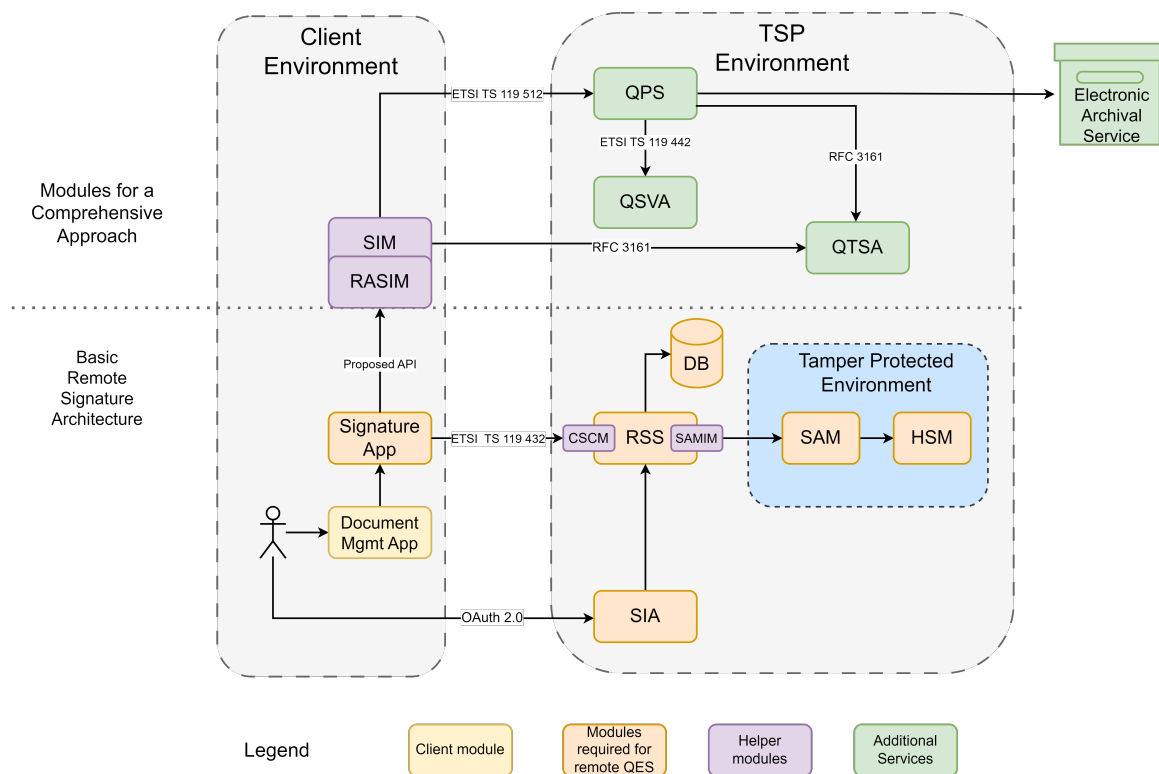 Client
Environment
TSP
Environment
ETSI TS 119 512
QPS
Electronic
Archival
Service
ETSI TS 119 442
RFC 3161
QSVA
Modules for a
Comprehensive
Approach
SIM
RFC 3161
QTSA
RASIM
Basic
Remote
Signature
Architecture
Proposed API
DB
Tamper Protected
Environment
Signature
App
ETSI  TS 119 432
CSCM
RSS
SAMIM
SAM
HSM
Document
Mgmt App
OAuth 2.0
SIA
Legend
Client module
Modules
required for
remote QES
Helper
modules
Additional
Services